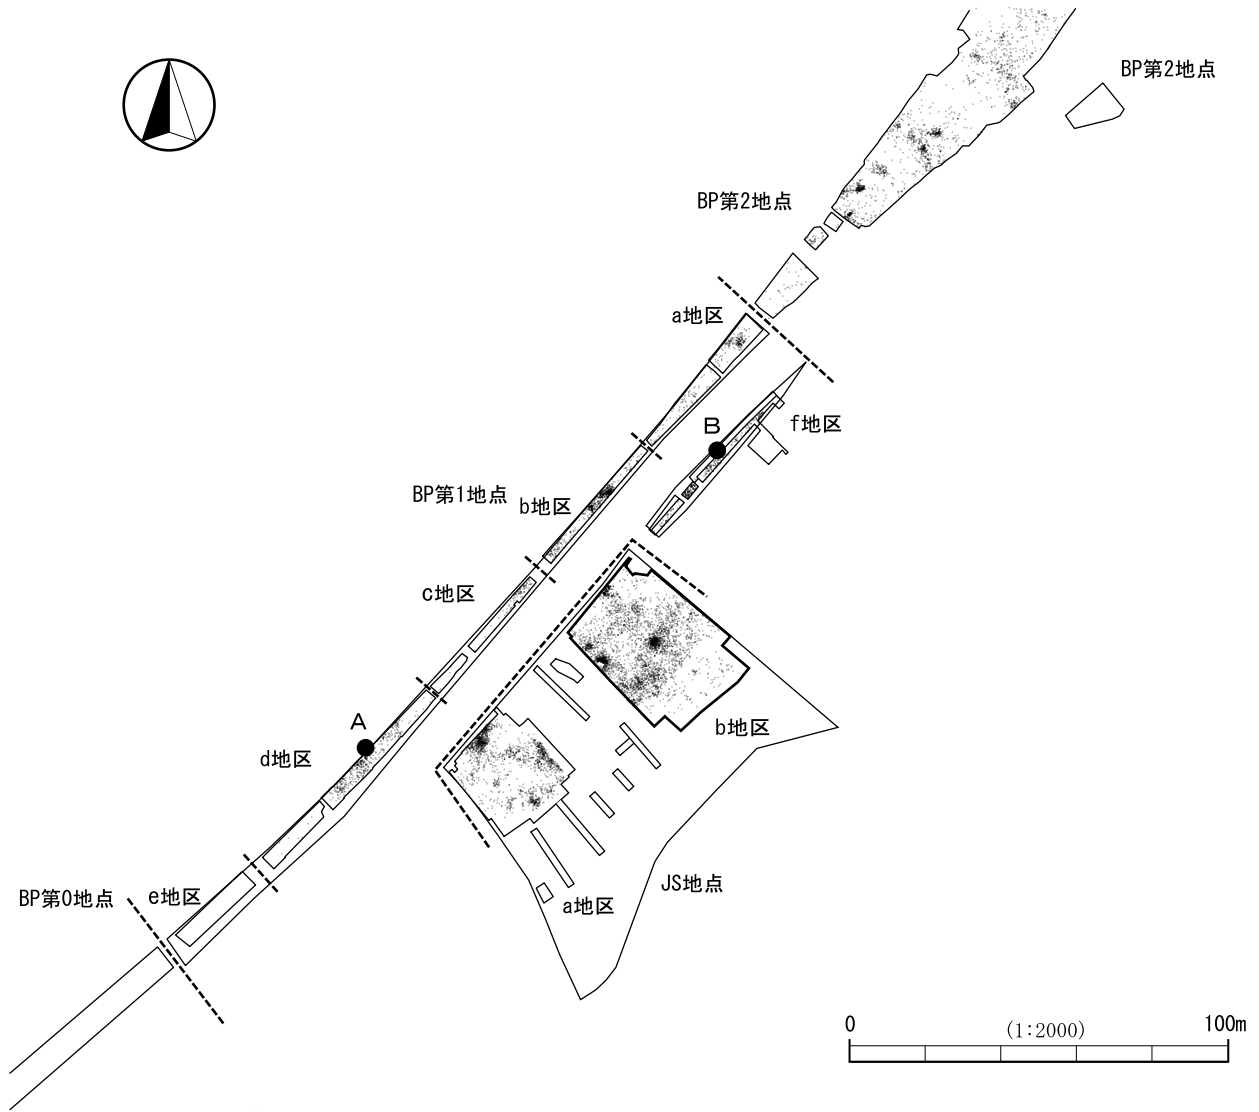 BP第2地点
BP第2地点
a地区
f地区
B
BP第1地点
b地区
c地区
A
d地区
b地区
BP第0地点
e地区
JS地点
a地区
0
(1:2000)
100m